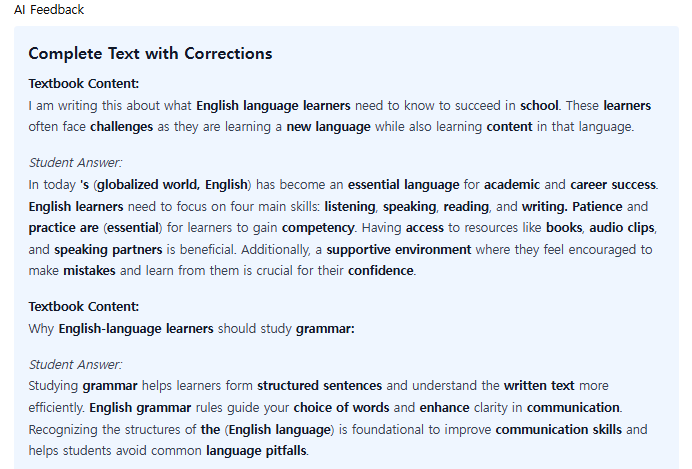 AI Feedback
Complete Text with Corrections
Textbook Content:
I am writing this about what English language learners need to know to succeed in school. These learners
often face challenges as they are learning a new language while also learning content in that language.
Student Answer:
In today 's (globalized world, English) has become an essential language for academic and career success.
English learners need to focus on four main skills: listening, speaking, reading, and writing. Patience and
practice are (essential) for learners to gain competency. Having access to resources like books, audio clips,
and speaking partners is beneficial. Additionally, a supportive environment where they feel encouraged to
make mistakes and learn from them is crucial for their confidence.
Textbook Content:
Why English-language learners should study grammar:
Student Answer:
Studying grammar helps learners form structured sentences and understand the written text more
efficiently. English grammar rules guide your choice of words and enhance clarity in communication.
Recognizing the structures of the (English language) is foundational to improve communication skills and
helps students avoid common language pitfalls.